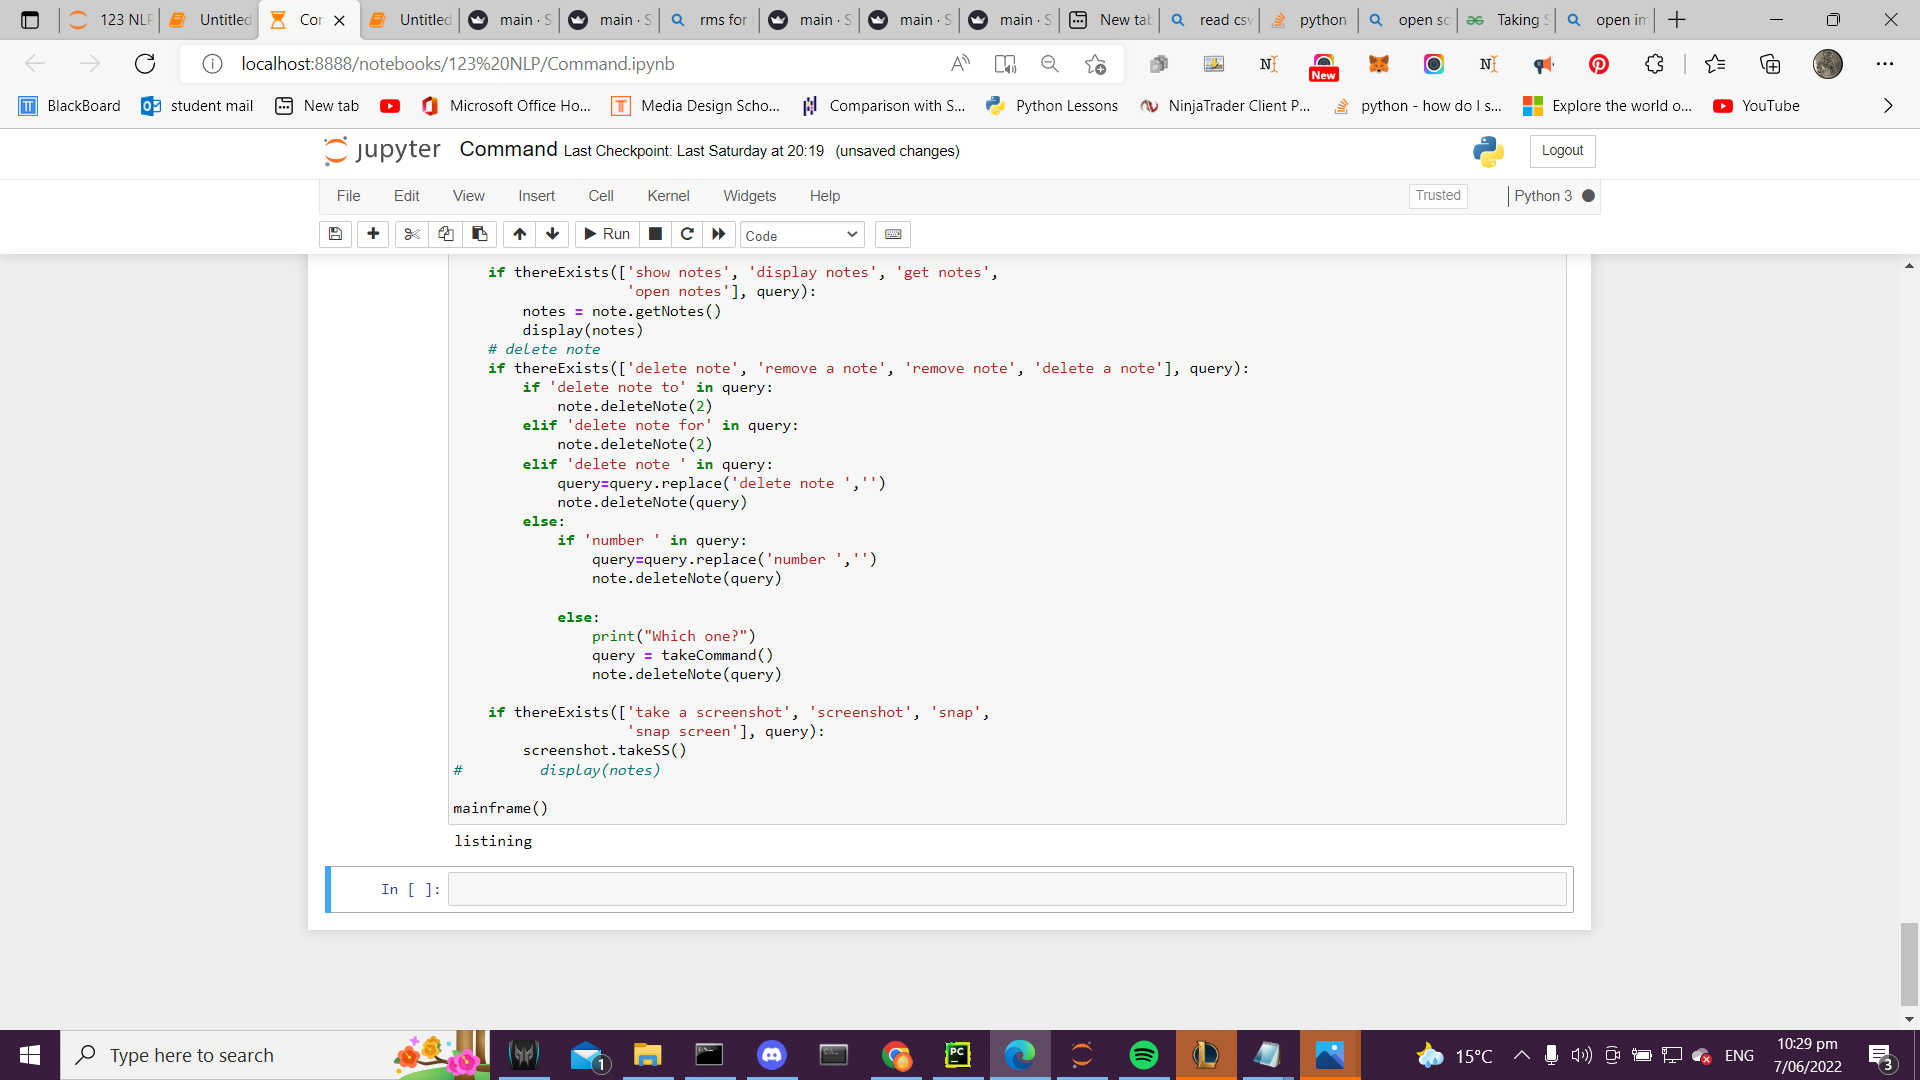 123 NLP
Untitled
Cor
Untitled
main · S
main · S
rms for
main · S
main · S
main · S
New tab
read csv
python
open sc
Taking S
open im
localhost:8888/notebooks/123%20NLP/Command.ipynb
New
BlackBoard
student mail
New tab
Microsoft Office Ho...
Media Design Scho...
Comparison with S...
Python Lessons
NinjaTrader Client P...
python - how do I s...
Explore the world o...
YouTube
jupyter Command Last Checkpoint: Last Saturday at 20:19 (unsaved changes)
Logout
File Edit View Insert Cell Kernel Widgets Help
Trusted
Python 3
Run
Code
if thereExists(['show notes', 'display notes', 'get notes',
'open notes'], query):
notes = note.getNotes()
display(notes)
# delete note
if thereExists(['delete note', 'remove a note', 'remove note', 'delete a note'], query):
if 'delete note to' in query:
note.deleteNote(2)
elif 'delete note for' in query:
note.deleteNote(2)
elif 'delete note ' in query:
query=query.replace('delete note ','')
note.deleteNote(query)
else:
if 'number ' in query:
query=query.replace('number ','')
note.deleteNote(query)
else:
print("Which one?")
query = takeCommand()
note.deleteNote(query)
if thereExists(['take a screenshot', 'screenshot', 'snap',
'snap screen'], query):
screenshot.takeSS()
# display(notes)
mainframe()
listining
In [ ]:
Type here to search
1
PC
15°C
ENG
10:29 pm
7/06/2022
3